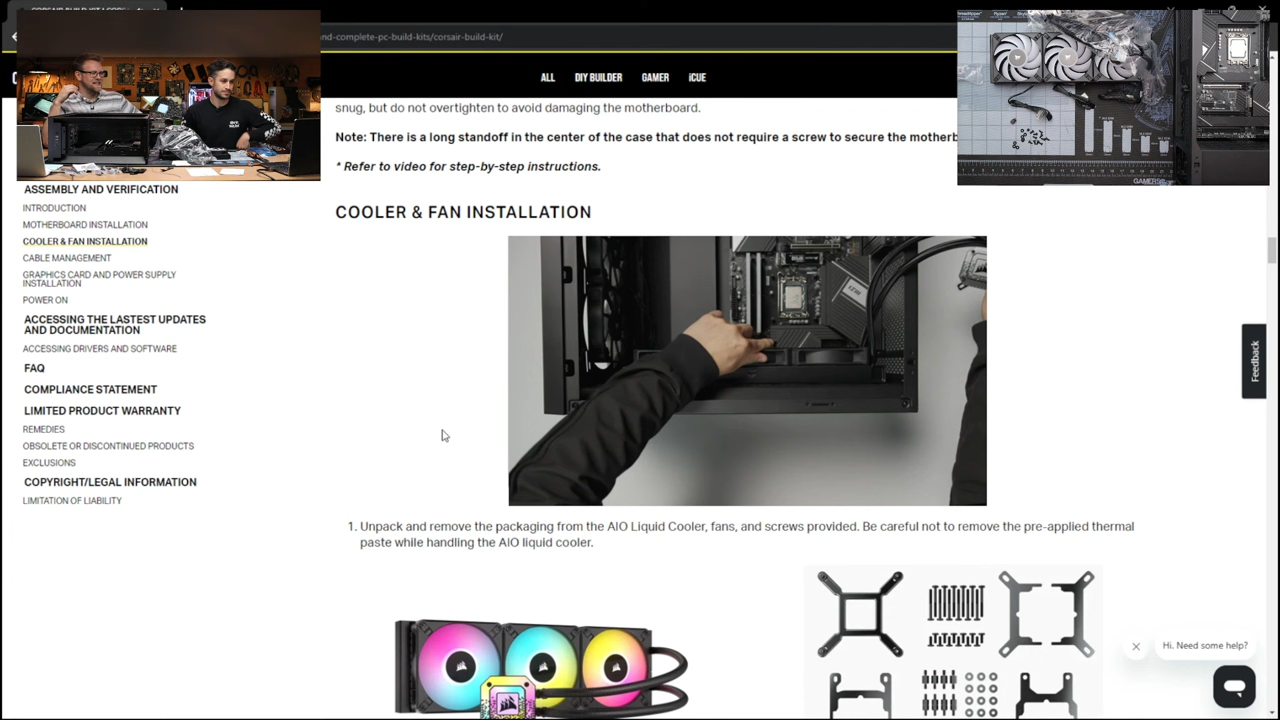 and-complete-pc-build-kits/corsair-build-kit/
ALL DIY BUILDER GAMER iCUE
snug, but do not overtighten to avoid damaging the motherboard.
Note: There is a long standoff in the center of the case that does not require a screw to secure the motherb
* Refer to video for step-by-step instructions.
GAMERS
ASSEMBLY AND VERIFICATION
INTRODUCTION
MOTHERBOARD INSTALLATION
COOLER & FAN INSTALLATION
CABLE MANAGEMENT
GRAPHICS CARD AND POWER SUPPLY
INSTALLATION
POWER ON
ACCESSING THE LASTEST UPDATES
AND DOCUMENTATION
ACCESSING DRIVERS AND SOFTWARE
FAQ
COMPLIANCE STATEMENT
LIMITED PRODUCT WARRANTY
REMEDIES
OBSOLETE OR DISCONTINUED PRODUCTS
EXCLUSIONS
COPYRIGHT/LEGAL INFORMATION
LIMITATION OF LIABILITY
COOLER & FAN INSTALLATION
1. Unpack and remove the packaging from the AIO Liquid Cooler, fans, and screws provided. Be careful not to remove the pre-applied thermal
paste while handling the AIO liquid cooler.
Feedback
Hi. Need some help?